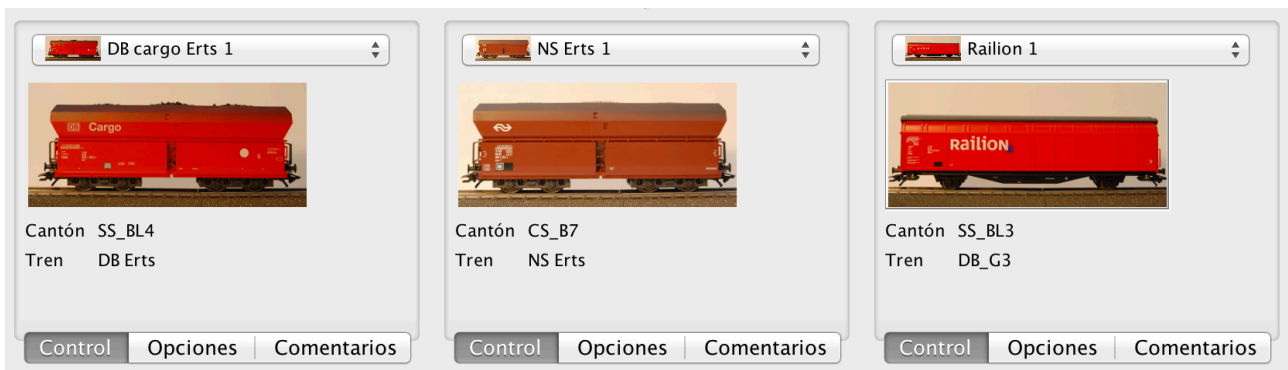 DB cargo Erts 1
DB Cargo
Cantón SS_BL4
Tren DB Erts
Control Opciones Comentarios
NS Erts 1
Cantón CS_B7
Tren NS Erts
Control Opciones Comentarios
Railion 1
RaiLiON
Cantón SS_BL3
Tren DB_G3
Control Opciones Comentarios